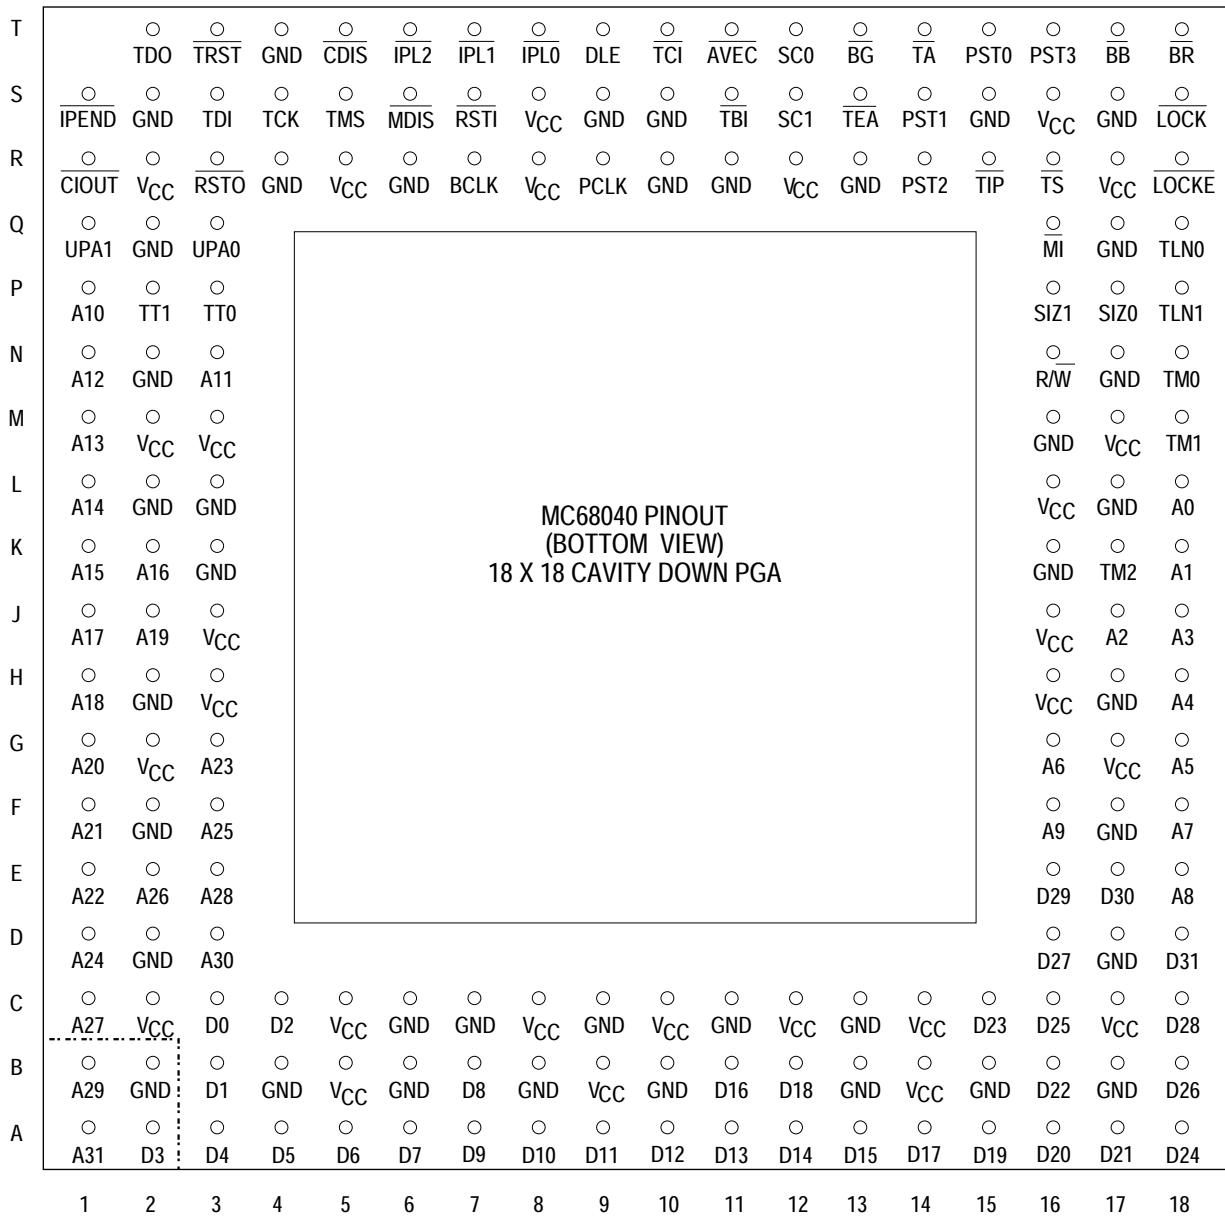 T
TDO TRST GND CDIS IPL2 IPL1 IPL0 DLE TCI AVEC SC0 BG TA PST0 PST3 BB BR
S
IPEND GND TDI TCK TMS MDIS RSTI VCC GND GND TBI SC1 TEA PST1 GND VCC GND LOCK
R
CIOUT VCC RSTO GND VCC GND BCLK VCC PCLK GND GND VCC GND PST2 TIP TS VCC LOCKE
Q
UPA1 GND UPA0 MI GND TLN0
P
A10 TT1 TT0 SIZ1 SIZ0 TLN1
N
A12 GND A11 R/W GND TM0
M
A13 VCC VCC GND VCC TM1
L
A14 GND GND VCC GND A0
MC68040 PINOUT
(BOTTOM VIEW)
18 X 18 CAVITY DOWN PGA
K
A15 A16 GND GND TM2 A1
J
A17 A19 VCC VCC A2 A3
H
A18 GND VCC VCC GND A4
G
A20 VCC A23 A6 VCC A5
F
A21 GND A25 A9 GND A7
E
A22 A26 A28 D29 D30 A8
D
A24 GND A30 D27 GND D31
C
A27 VCC D0 D2 VCC GND GND VCC GND VCC GND VCC GND VCC D23 D25 VCC D28
B
A29 GND D1 GND VCC GND D8 GND VCC GND D16 D18 GND VCC GND D22 GND D26
A
A31 D3 D4 D5 D6 D7 D9 D10 D11 D12 D13 D14 D15 D17 D19 D20 D21 D24
1 2 3 4 5 6 7 8 9 10 11 12 13 14 15 16 17 18